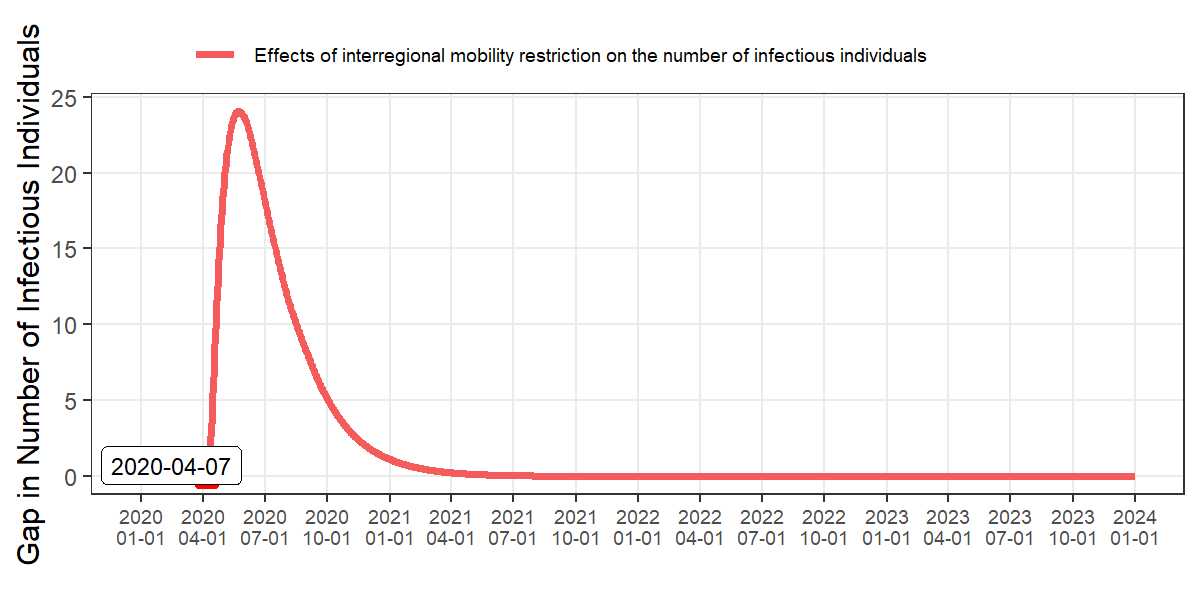 Effects of interregional mobility restriction on the number of infectious individuals
Gap in Number of Infectious Individuals
25
20
15
10
5
0
2020-04-07
2020 2020 2020 2020 2021 2021 2021 2021 2022 2022 2022 2022 2023 2023 2023 2023 2024
01-01 04-01 07-01 10-01 01-01 04-01 07-01 10-01 01-01 04-01 07-01 10-01 01-01 04-01 07-01 10-01 01-01